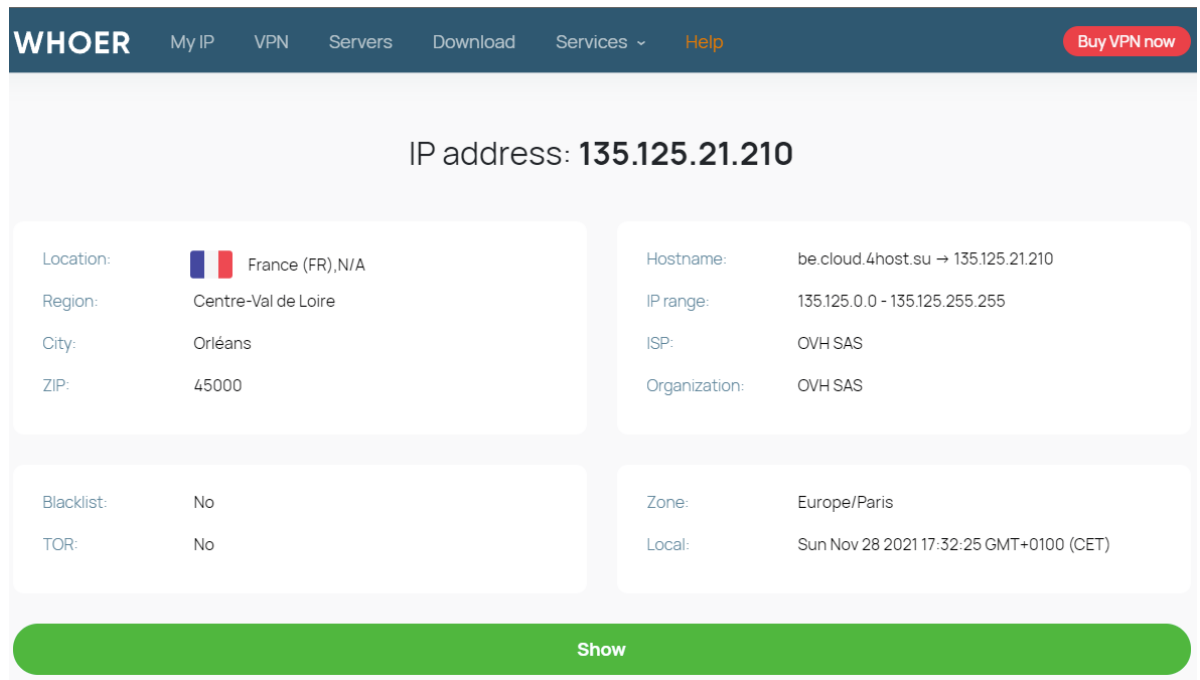 WHOER My IP VPN Servers Download Services Help Buy VPN now
IP address: 135.125.21.210
Location: France (FR),N/A
Region: Centre-Val de Loire
City: Orléans
ZIP: 45000
Hostname: be.cloud.4host.su → 135.125.21.210
IP range: 135.125.0.0 - 135.125.255.255
ISP: OVH SAS
Organization: OVH SAS
Blacklist: No
TOR: No
Zone: Europe/Paris
Local: Sun Nov 28 2021 17:32:25 GMT+0100 (CET)
Show